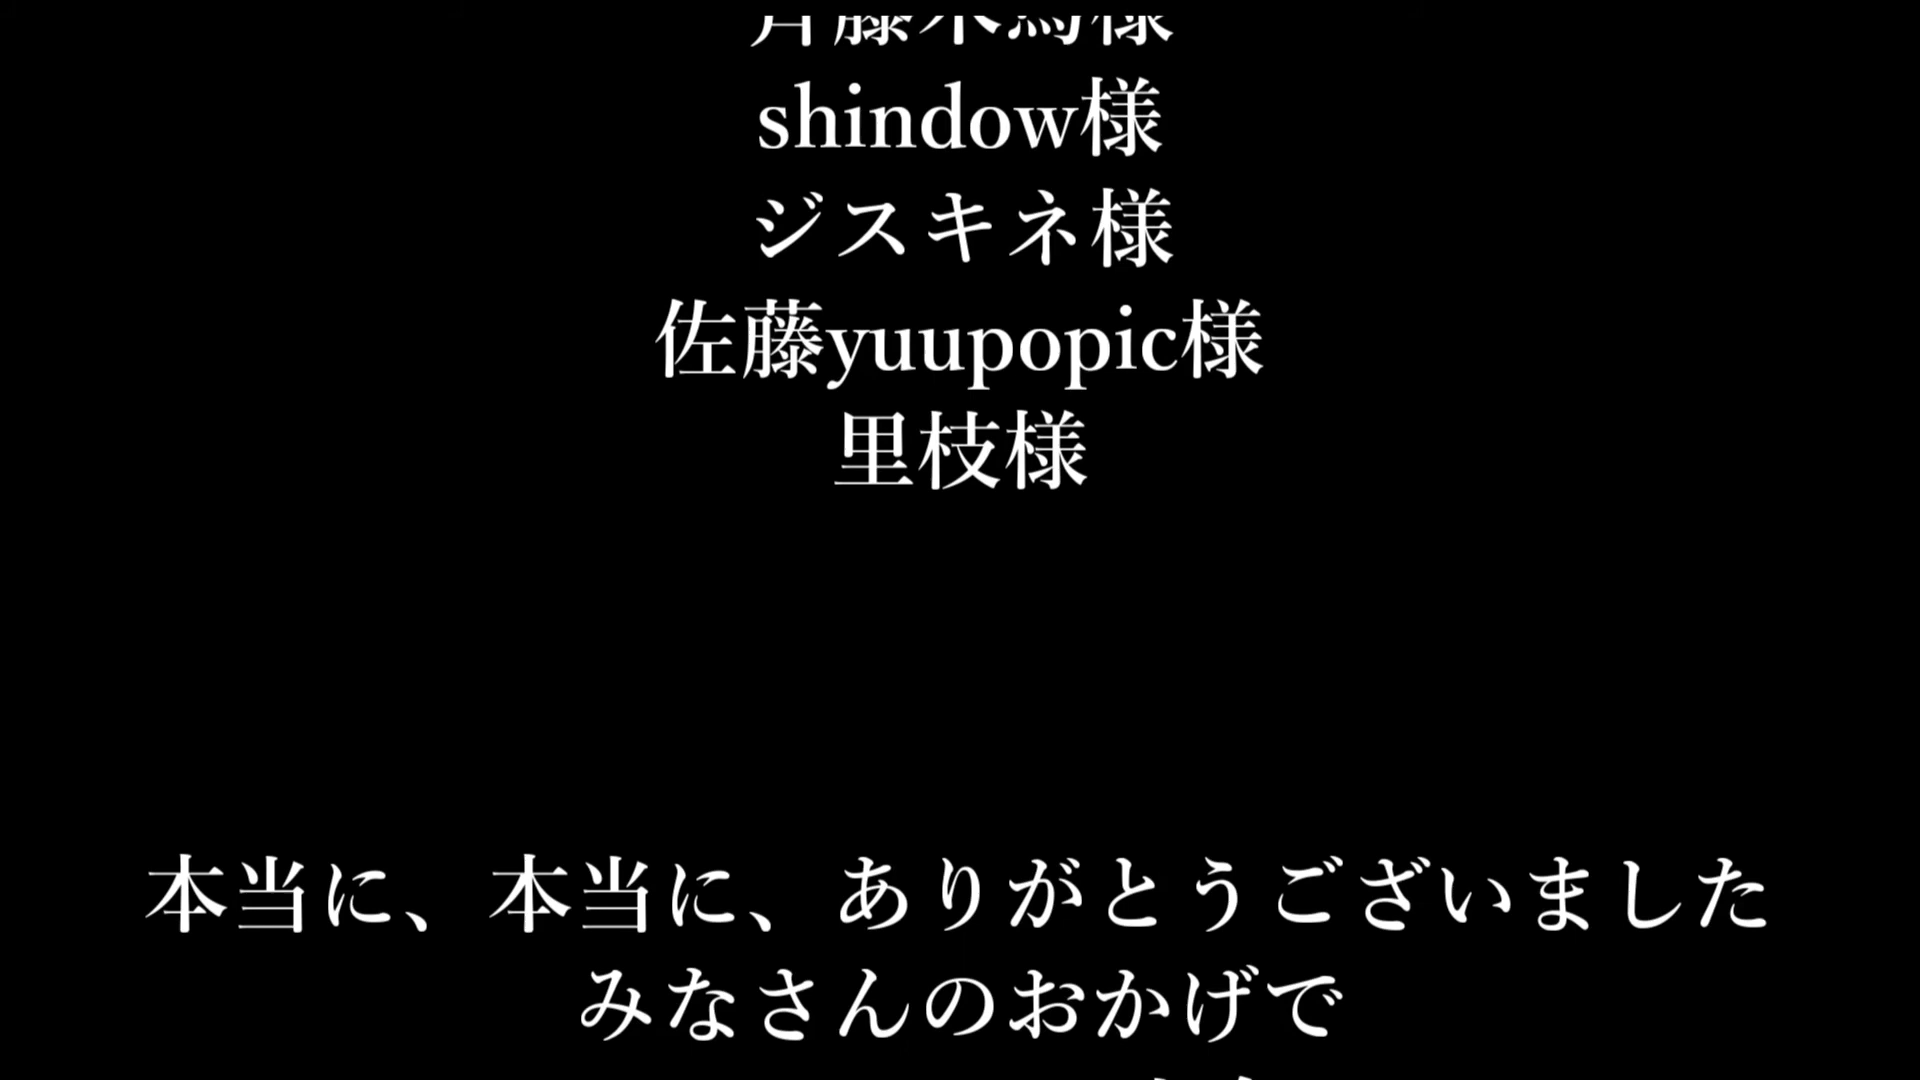 shindow様
ジスキネ様
佐藤yuupopic様
里枝様
本当に、本当に、ありがとうございました
みなさんのおかげで